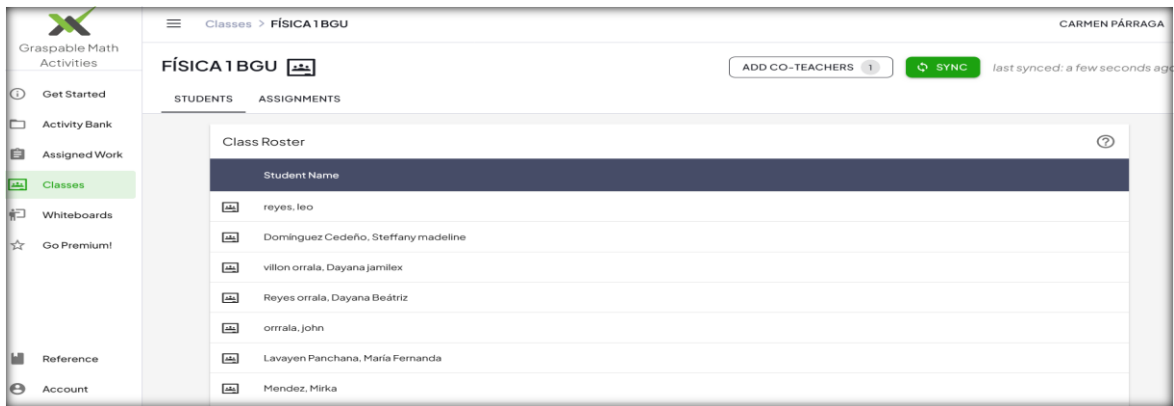 Graspable Math
Activities
Get Started
Activity Bank
Assigned Work
Classes
Whiteboards
Go Premium!
Reference
Account
Classes > FÍSICA 1 BGU
CARMEN PÁRRAGA
FÍSICA 1 BGU
ADD CO-TEACHERS 1
SYNC
last synced: a few seconds ago
STUDENTS
ASSIGNMENTS
Class Roster
Student Name
reyes, leo
Domínguez Cedeño, Steffany madeline
villon orrala, Dayana jamilex
Reyes orrala, Dayana Beátriz
orrrala, john
Lavayen Panchana, María Fernanda
Mendez, Mirka